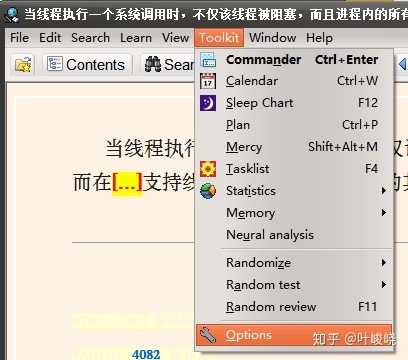 当线程执行一个系统调用时，不仅该线程被阻塞，而且进程内的所有
File Edit Search Learn View Toolkit Window Help
Contents Sear
Commander Ctrl+Enter
Calendar Ctrl+W
Sleep Chart F12
Plan Ctrl+P
Mercy Shift+Alt+M
Tasklist F4
Statistics
Memory
Neural analysis
Randomize
Random test
Random review F11
Options
当线程执行
仅该
而在[...]支持线
的其
4082
知乎 @叶峻峣